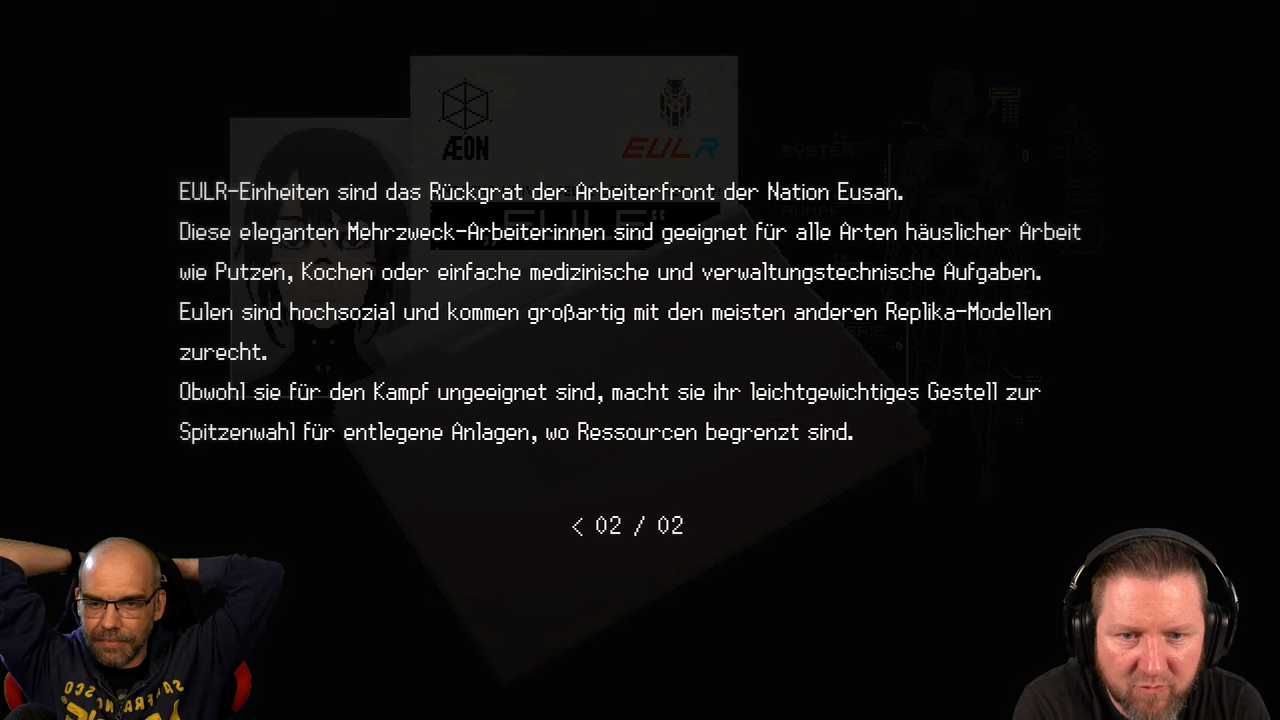 ÆON
EULR
SYSTEM
EULR-Einheiten sind das Rückgrat der Arbeiterfront der Nation Eusan.
Diese eleganten Mehrzweck-Arbeiterinnen sind geeignet für alle Arten häuslicher Arbeit
wie Putzen, Kochen oder einfache medizinische und verwaltungstechnische Aufgaben.
Eulen sind hochsozial und kommen großartig mit den meisten anderen Replika-Modellen
zurecht.
Obwohl sie für den Kampf ungeeignet sind, macht sie ihr leichtgewichtiges Gestell zur
Spitzenwahl für entlegene Anlagen, wo Ressourcen begrenzt sind.
< 02 / 02